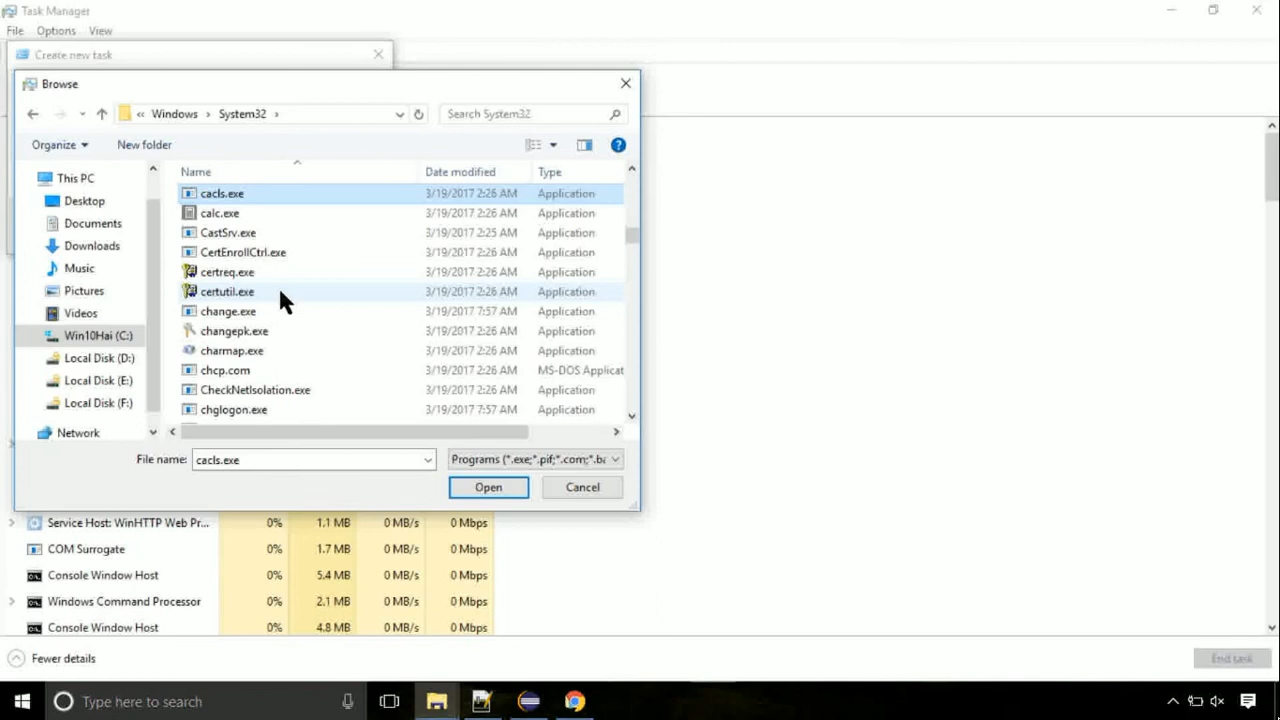 Task Manager
File Options View
Create new task
Browse
« Windows › System32 ›
Search System32
Organize New folder
Name Date modified Type
This PC
Desktop
Documents
Downloads
Music
Pictures
Videos
Win10Hai (C:)
Local Disk (D:)
Local Disk (E:)
Local Disk (F:)
Network
cacls.exe 3/19/2017 2:26 AM Application
calc.exe 3/19/2017 2:26 AM Application
CastSrv.exe 3/19/2017 2:25 AM Application
CertEnrollCtrl.exe 3/19/2017 2:26 AM Application
certreq.exe 3/19/2017 2:26 AM Application
certutil.exe 3/19/2017 2:26 AM Application
change.exe 3/19/2017 7:57 AM Application
changepk.exe 3/19/2017 2:26 AM Application
charmap.exe 3/19/2017 2:26 AM Application
chcp.com 3/19/2017 2:26 AM MS-DOS Applicat
CheckNetIsolation.exe 3/19/2017 2:26 AM Application
chglogon.exe 3/19/2017 7:57 AM Application
File name: cacls.exe Programs (*.exe;*.pif;*.com;*.ba
Open Cancel
Service Host: WinHTTP Web Pr... 0% 1.1 MB 0 MB/s 0 Mbps
COM Surrogate 0% 1.7 MB 0 MB/s 0 Mbps
Console Window Host 0% 5.4 MB 0 MB/s 0 Mbps
Windows Command Processor 0% 2.1 MB 0 MB/s 0 Mbps
Console Window Host 0% 4.8 MB 0 MB/s 0 Mbps
Fewer details End task
Type here to search